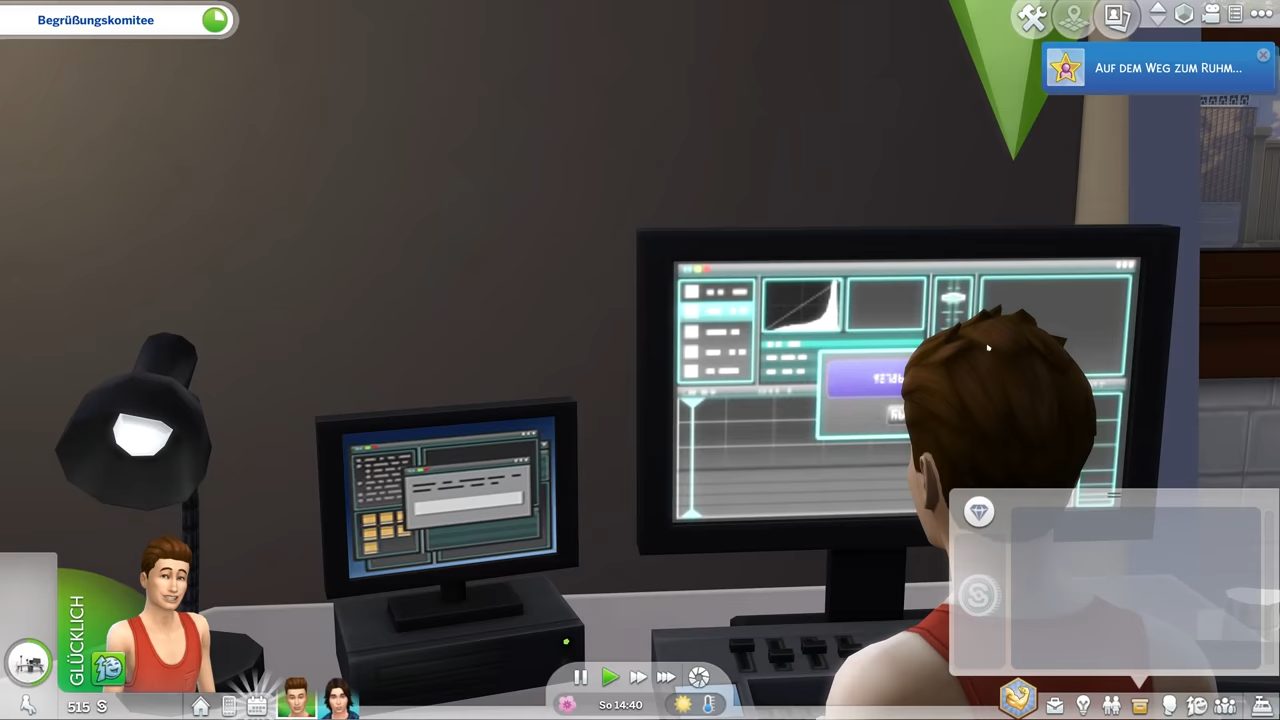 Begrüßungskomitee
AUF DEM WEG ZUM RUHM...
GLÜCKLICH
515
So 14:40